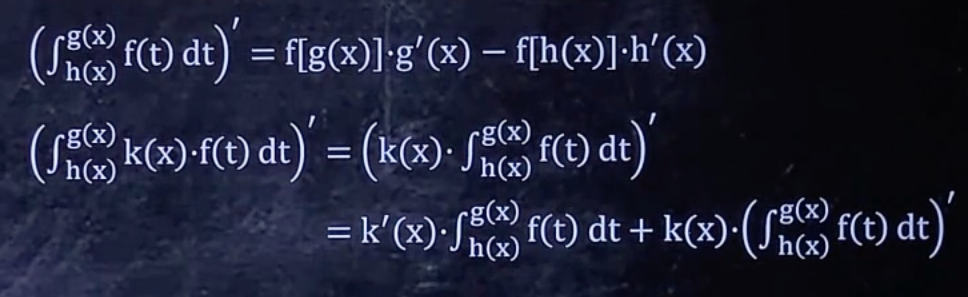 (∫_{h(x)}^{g(x)} f(t) dt)′ = f[g(x)]·g′(x) − f[h(x)]·h′(x)
(∫_{h(x)}^{g(x)} k(x)·f(t) dt)′ = (k(x)·∫_{h(x)}^{g(x)} f(t) dt)′
= k′(x)·∫_{h(x)}^{g(x)} f(t) dt + k(x)·(∫_{h(x)}^{g(x)} f(t) dt)′